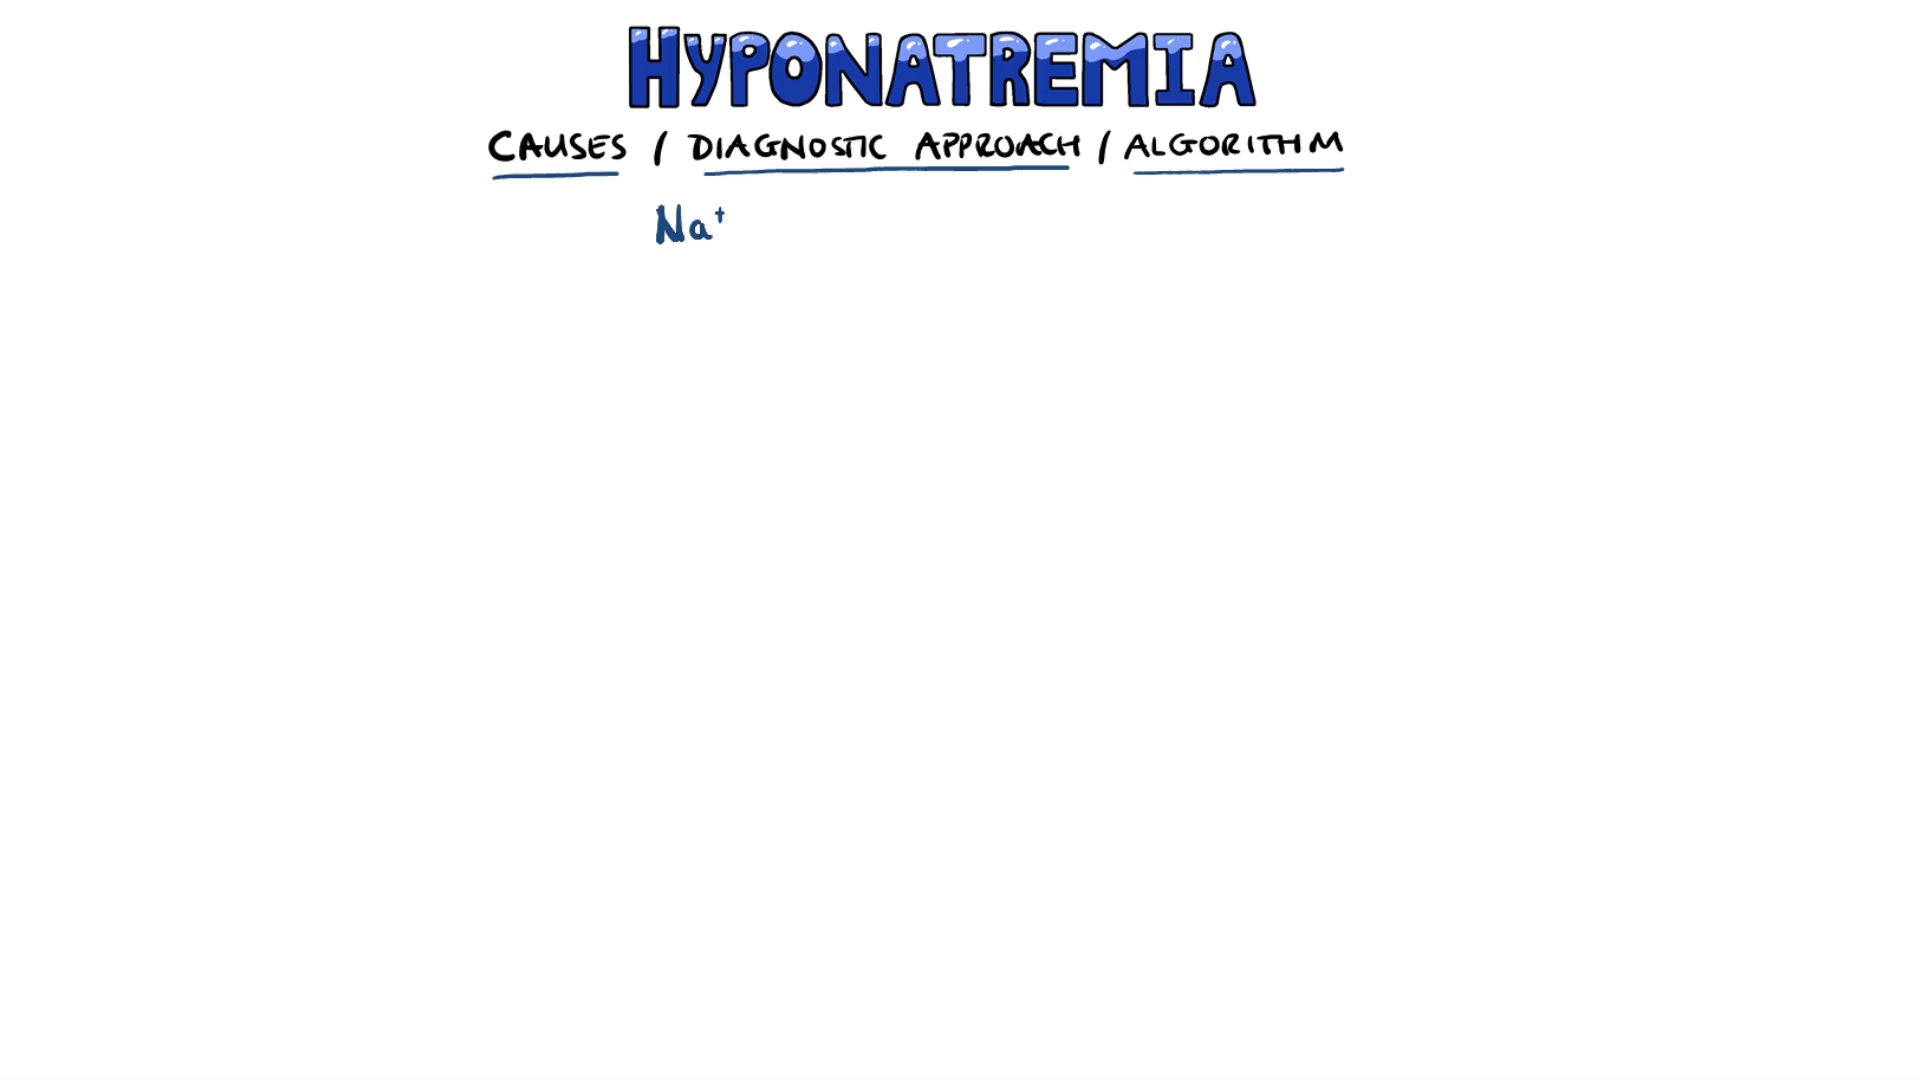 HYPONATREMIA
CAUSES / DIAGNOSTIC APPROACH / ALGORITHM
Na⁺